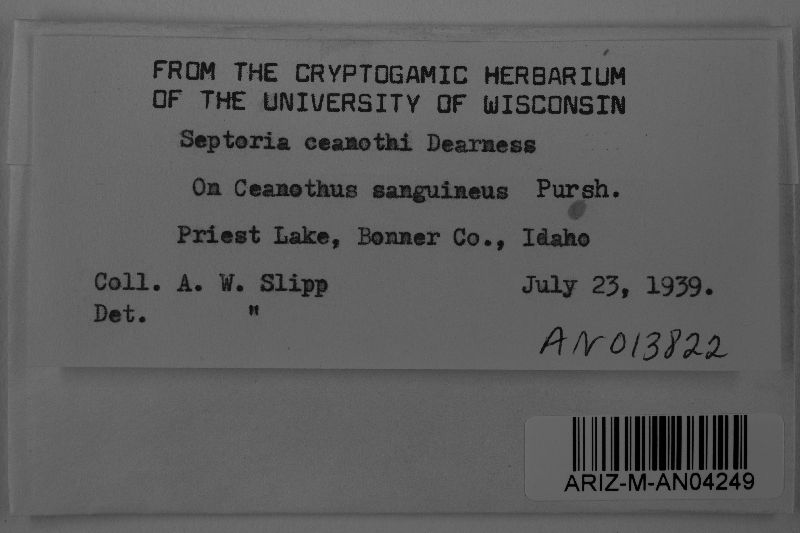 FROM THE CRYPTOGAMIC HERBARIUM
OF THE UNIVERSITY OF WISCONSIN
Septoria ceanothi Dearness
On Ceanothus sanguineus Pursh.
Priest Lake, Bonner Co., Idaho
Coll. A. W. Slipp July 23, 1939.
Det. "
AN013822
ARIZ-M-AN04249